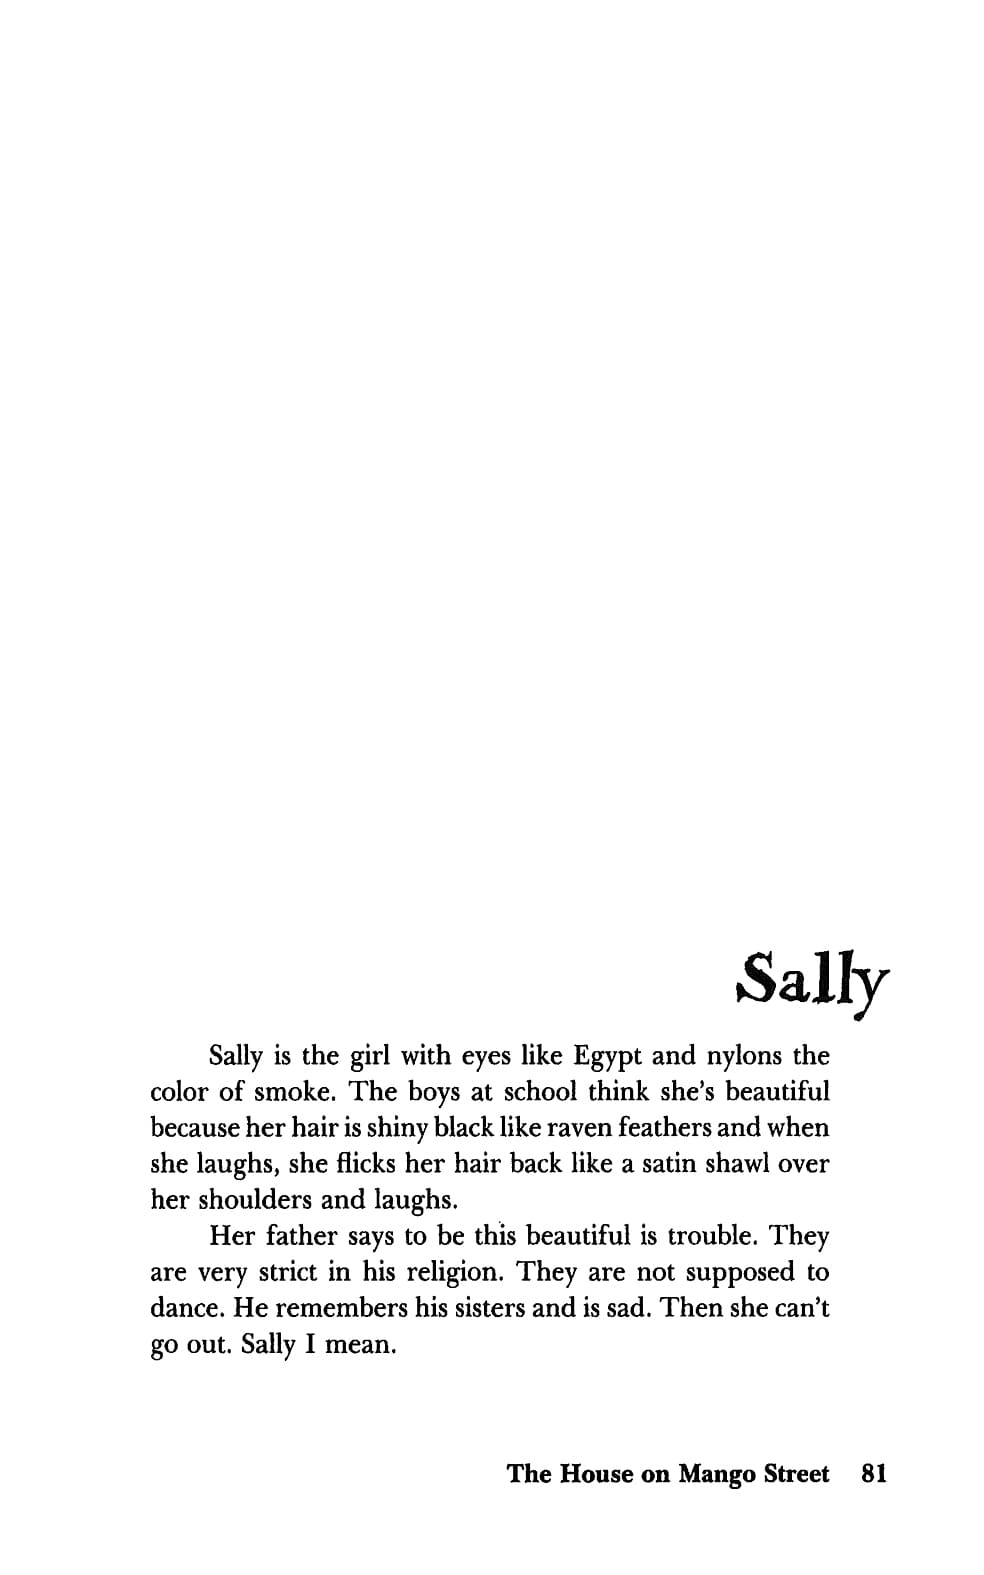 Sally
Sally is the girl with eyes like Egypt and nylons the
color of smoke. The boys at school think she's beautiful
because her hair is shiny black like raven feathers and when
she laughs, she flicks her hair back like a satin shawl over
her shoulders and laughs.
Her father says to be this beautiful is trouble. They
are very strict in his religion. They are not supposed to
dance. He remembers his sisters and is sad. Then she can't
go out. Sally I mean.
The House on Mango Street 81